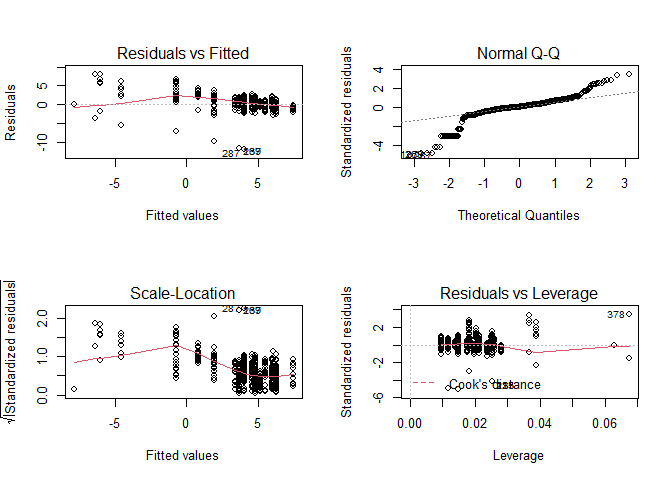 Residuals vs Fitted
Residuals
5
0
-10
287
-5
0
5
Fitted values
Normal Q-Q
Standardized residuals
4
2
0
-4
-3
-2
-1
0
1
2
3
Theoretical Quantiles
Scale-Location
√|Standardized residuals|
2.0
1.0
0.0
-5
0
5
Fitted values
Residuals vs Leverage
Standardized residuals
2
-2
-6
378
Cook's distance
0.00
0.02
0.04
0.06
Leverage